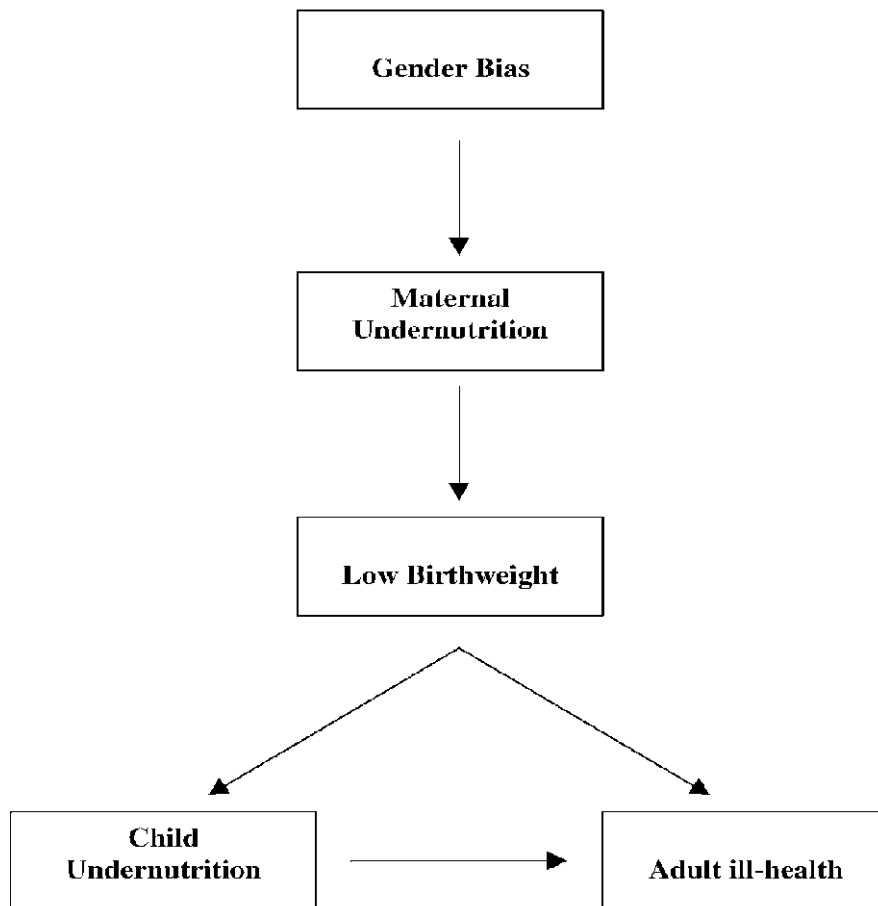 Gender Bias
Maternal
Undernutrition
Low Birthweight
Child
Undernutrition
Adult ill-health